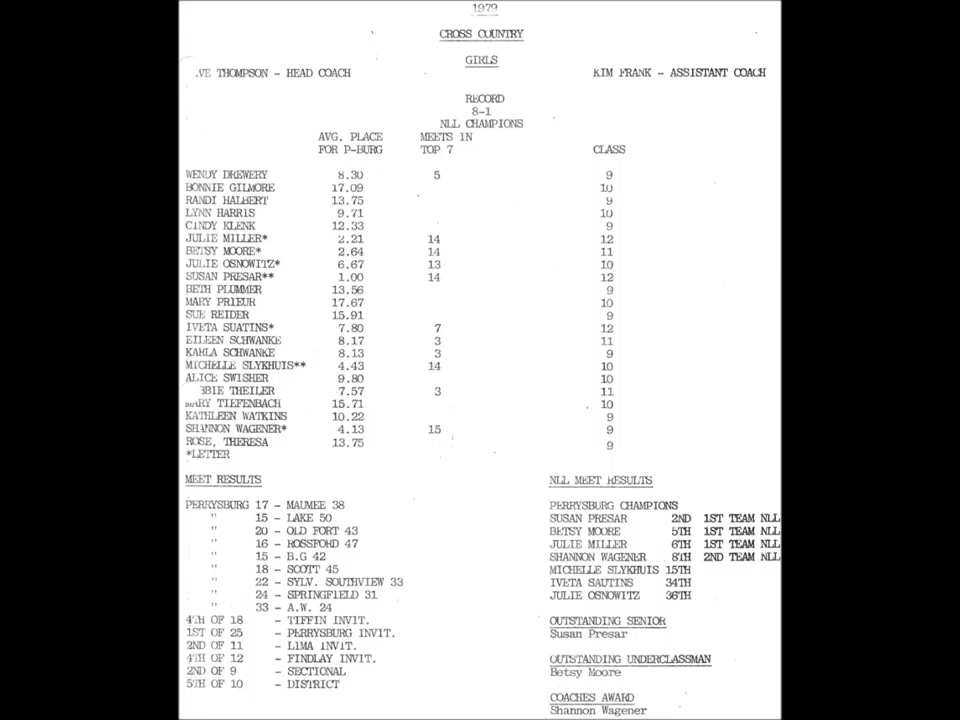 1979
CROSS COUNTRY
GIRLS
.VE THOMPSON - HEAD COACH KIM FRANK - ASSISTANT COACH
RECORD
8-1
NLL CHAMPIONS
AVG. PLACE MEETS IN
FOR P-BURG TOP 7 CLASS
WENDY DREWERY 8.30 5 9
BONNIE GILMORE 17.09 10
RANDI HALBERT 13.75 9
LYNN HARRIS 9.71 10
CINDY KLENK 12.33 9
JULIE MILLER* 2.21 14 12
BETSY MOORE* 2.64 14 11
JULIE OSNOWITZ* 6.67 13 10
SUSAN PRESAR** 1.00 14 12
BETH PLUMMER 13.56 9
MARY PRIEUR 17.67 10
SUE REIDER 15.91 9
IVETA SUATINS* 7.80 7 12
EILEEN SCHWANKE 8.17 3 11
KARLA SCHWANKE 8.13 3 9
MICHELLE SLYKHUIS** 4.43 14 10
ALICE SWISHER 9.80 10
BBIE THEILER 7.57 3 11
ARY TIEFENBACH 15.71 10
KATHLEEN WATKINS 10.22 9
SHANNON WAGENER* 4.13 15 9
ROSE, THERESA 13.75 9
*LETTER
MEET RESULTS
PERRYSBURG 17 - MAUMEE 38
" 15 - LAKE 50
" 20 - OLD FORT 43
" 16 - ROSSFORD 47
" 15 - B.G 42
" 18 - SCOTT 45
" 22 - SYLV. SOUTHVIEW 33
" 24 - SPRINGFIELD 31
" 33 - A.W. 24
4TH OF 18 - TIFFIN INVIT.
1ST OF 25 - PERRYSBURG INVIT.
2ND OF 11 - LIMA INVIT.
4TH OF 12 - FINDLAY INVIT.
2ND OF 9 - SECTIONAL
5TH OF 10 - DISTRICT
NLL MEET RESULTS
PERRYSBURG CHAMPIONS
SUSAN PRESAR 2ND 1ST TEAM NLL
BETSY MOORE 5TH 1ST TEAM NLL
JULIE MILLER 6TH 1ST TEAM NLL
SHANNON WAGENER 8TH 2ND TEAM NLL
MICHELLE SLYKHUIS 15TH
IVETA SAUTINS 34TH
JULIE OSNOWITZ 36TH
OUTSTANDING SENIOR
Susan Presar
OUTSTANDING UNDERCLASSMAN
Betsy Moore
COACHES AWARD
Shannon Wagener